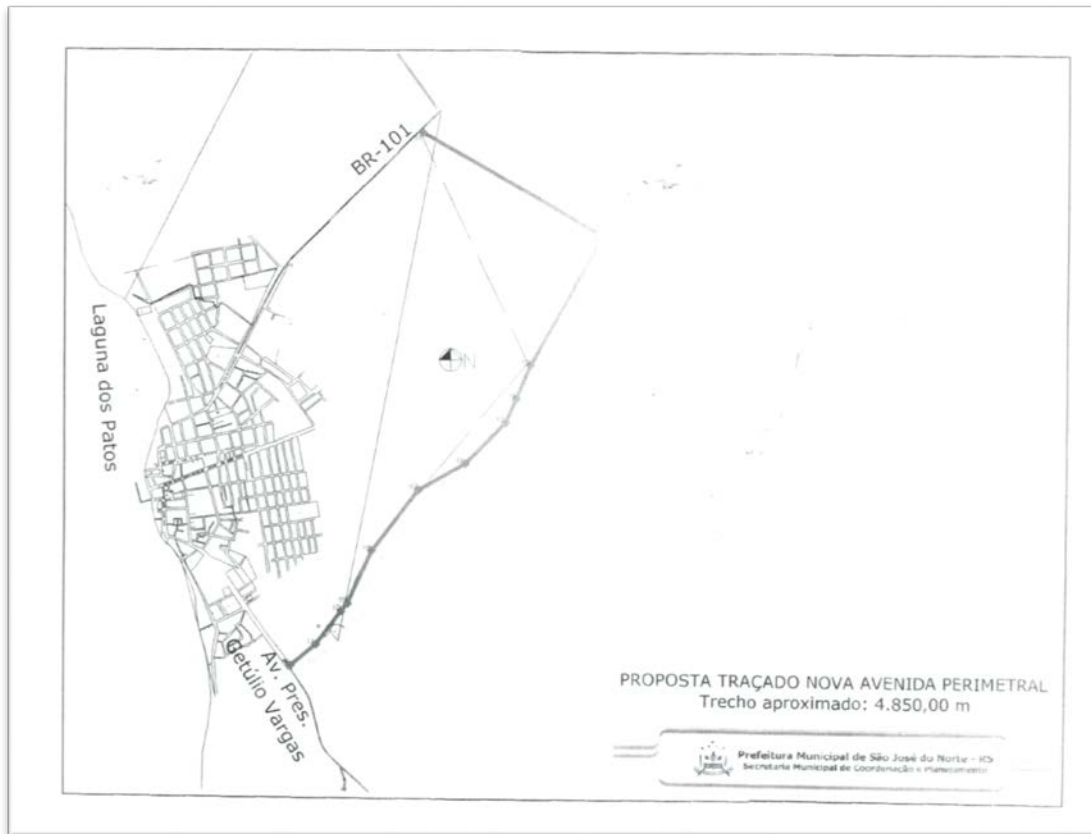 BR-101
Laguna dos Patos
N
Av. Pres.
Getúlio Vargas
PROPOSTA TRAÇADO NOVA AVENIDA PERIMETRAL
Trecho aproximado: 4.850,00 m
Prefeitura Municipal de São José do Norte - RS
Secretaria Municipal de Coordenação e Planejamento